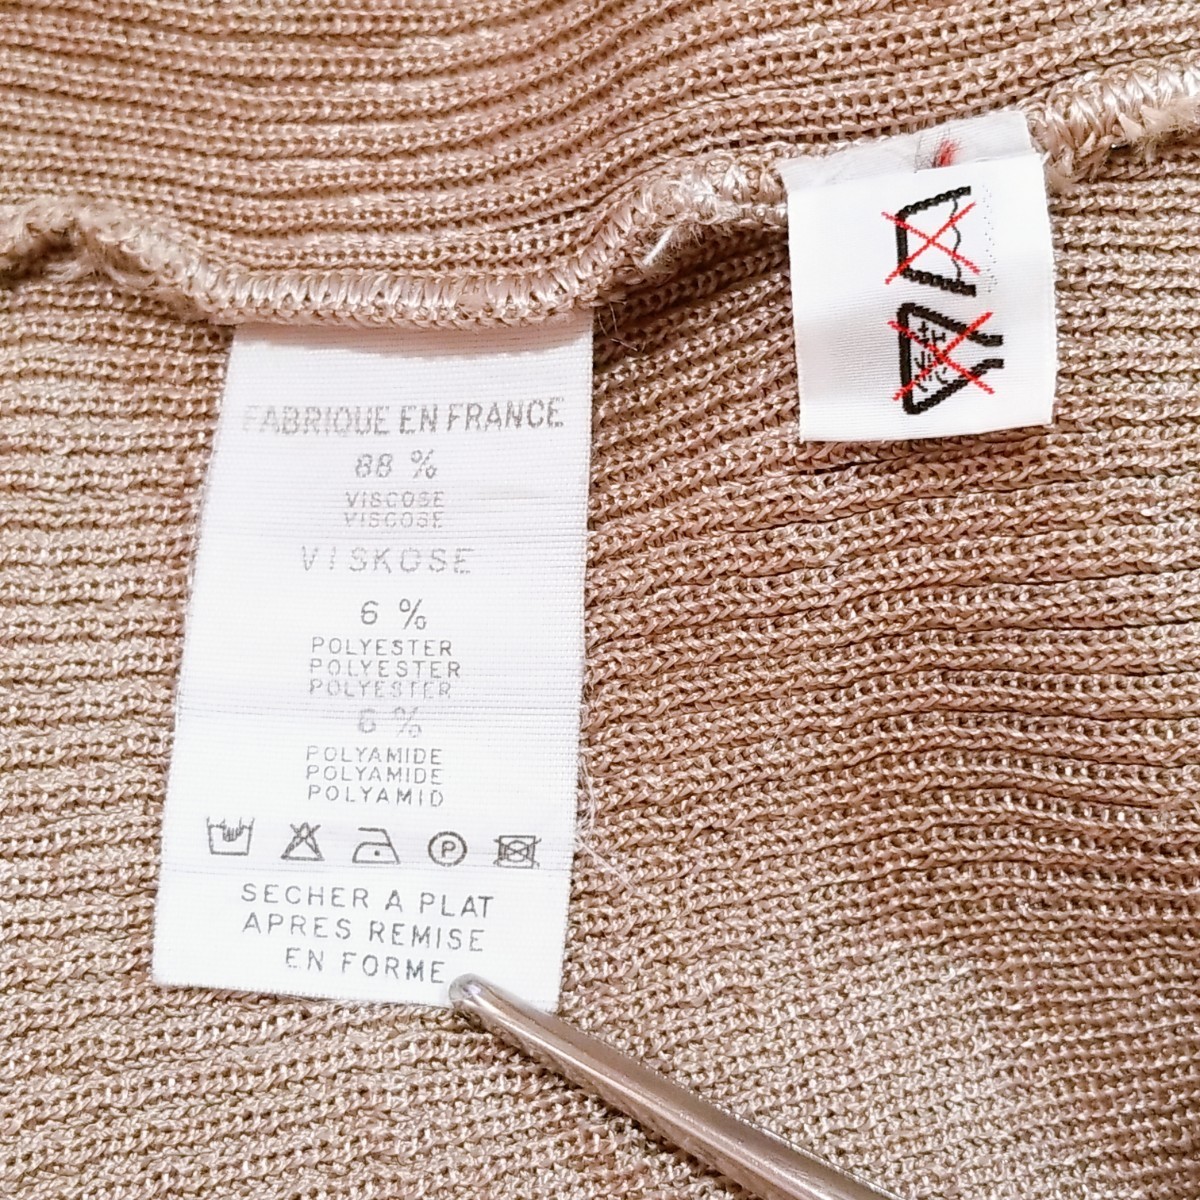 FABRIQUE EN FRANCE
88 %
VISCOSE
VISCOSE
VISKOSE
6 %
POLYESTER
POLYESTER
POLYESTER
6 %
POLYAMIDE
POLYAMIDE
POLYAMID
P
SECHER A PLAT
APRES REMISE
EN FORME